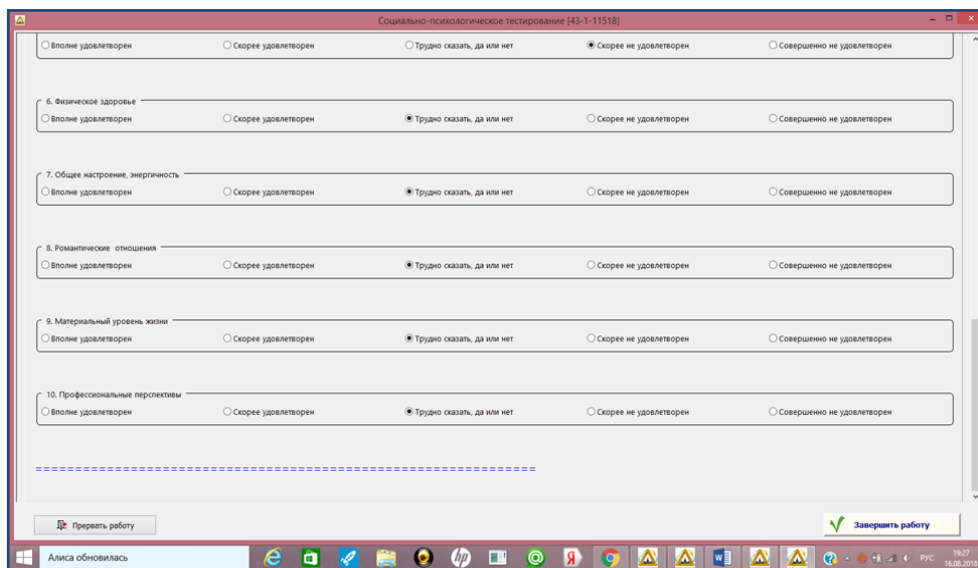 Социально-психологическое тестирование [43-1-11518]
Вполне удовлетворен Скорее удовлетворен Трудно сказать, да или нет Скорее не удовлетворен Совершенно не удовлетворен
6. Физическое здоровье
Вполне удовлетворен Скорее удовлетворен Трудно сказать, да или нет Скорее не удовлетворен Совершенно не удовлетворен
7. Общее настроение, энергичность
Вполне удовлетворен Скорее удовлетворен Трудно сказать, да или нет Скорее не удовлетворен Совершенно не удовлетворен
8. Романтические отношения
Вполне удовлетворен Скорее удовлетворен Трудно сказать, да или нет Скорее не удовлетворен Совершенно не удовлетворен
9. Материальный уровень жизни
Вполне удовлетворен Скорее удовлетворен Трудно сказать, да или нет Скорее не удовлетворен Совершенно не удовлетворен
10. Профессиональные перспективы
Вполне удовлетворен Скорее удовлетворен Трудно сказать, да или нет Скорее не удовлетворен Совершенно не удовлетворен
Прервать работу Завершить работу
Алиса обновилась hp Я РУС 19:27
16.08.2018